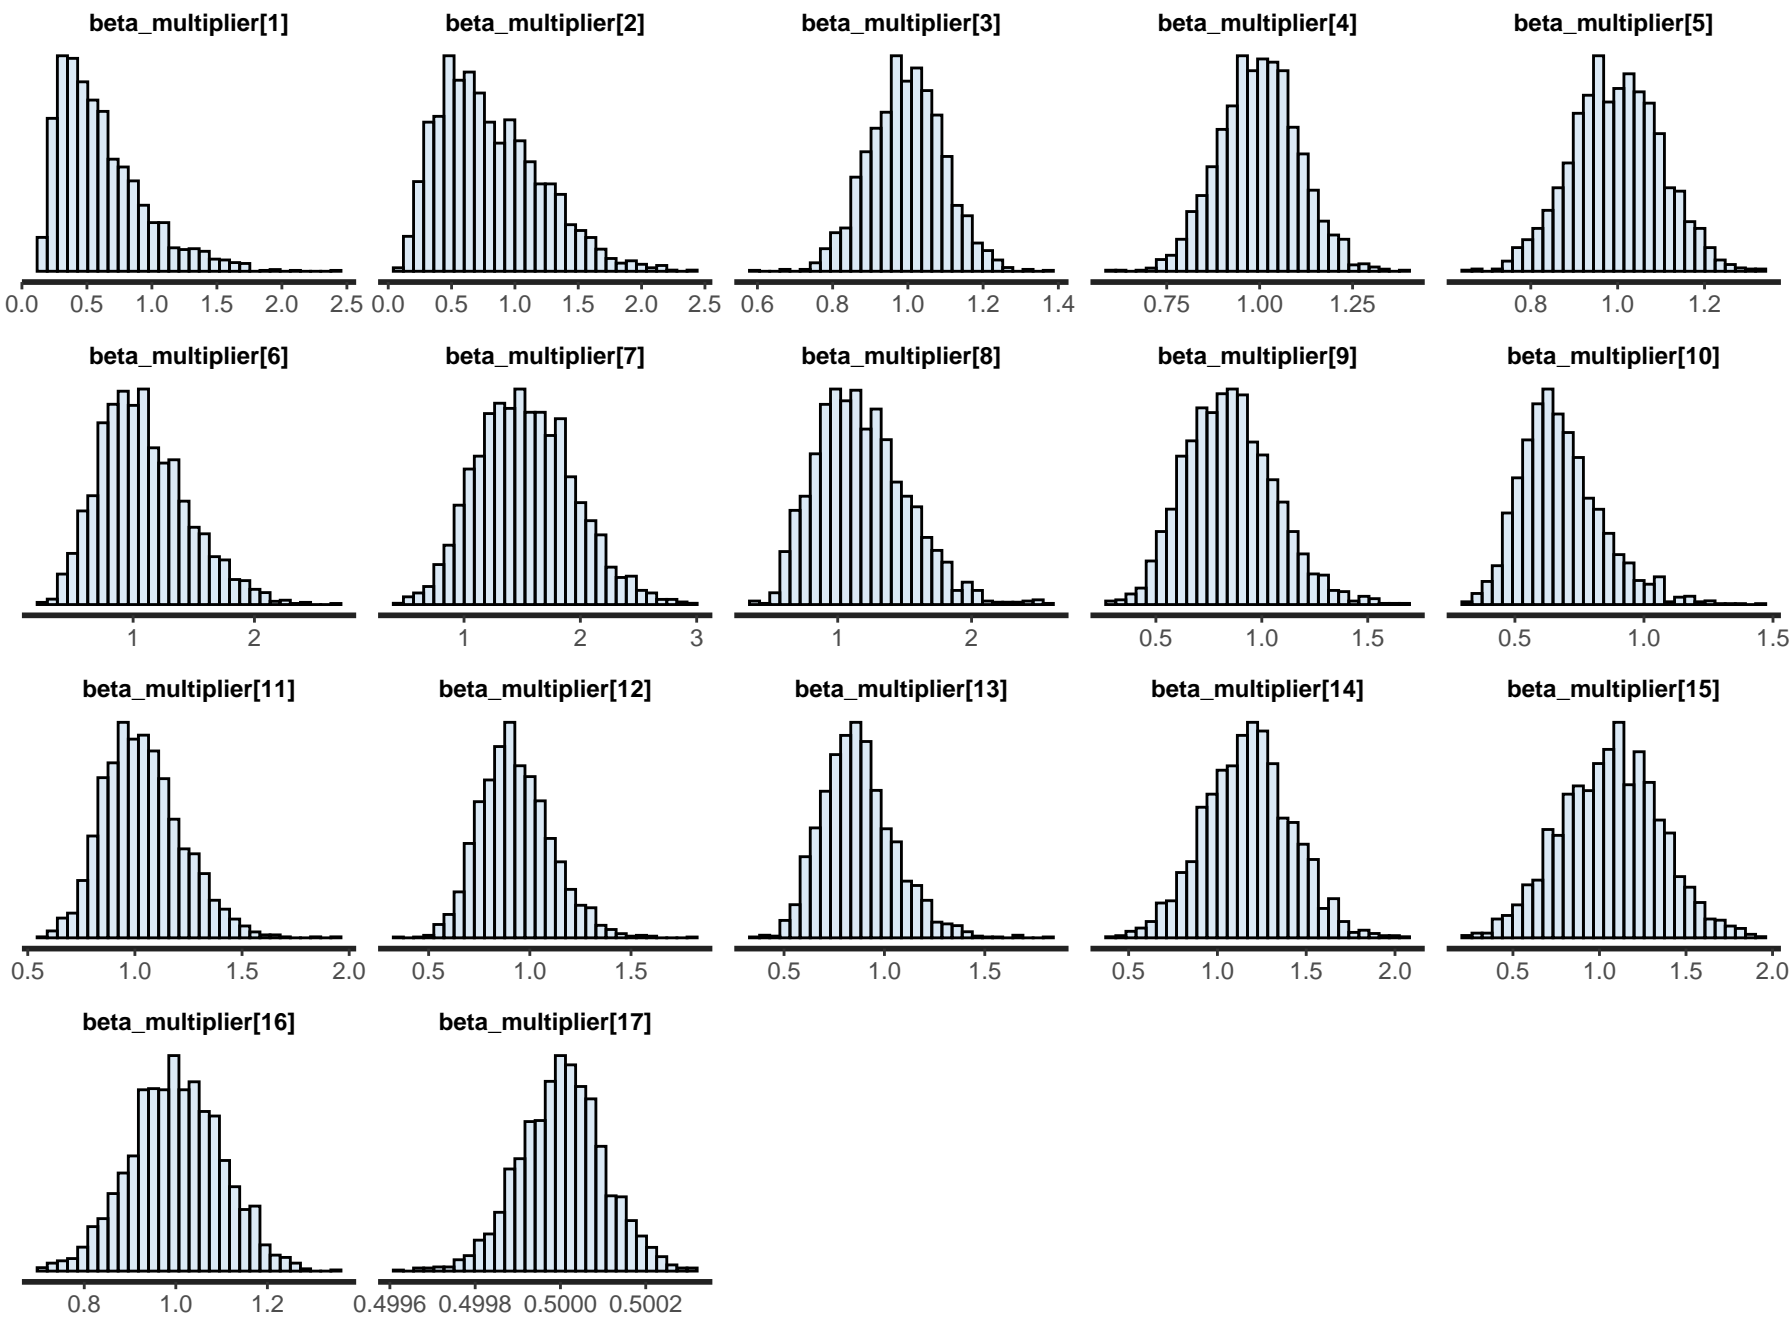 beta_multiplier[1] beta_multiplier[2] beta_multiplier[3] beta_multiplier[4] beta_multiplier[5]
0.0 0.5 1.0 1.5 2.0 2.5 0.0 0.5 1.0 1.5 2.0 2.5 0.6 0.8 1.0 1.2 1.4 0.75 1.00 1.25 0.8 1.0 1.2
beta_multiplier[6] beta_multiplier[7] beta_multiplier[8] beta_multiplier[9] beta_multiplier[10]
1 2 1 2 3 1 2 0.5 1.0 1.5 0.5 1.0 1.5
beta_multiplier[11] beta_multiplier[12] beta_multiplier[13] beta_multiplier[14] beta_multiplier[15]
0.5 1.0 1.5 2.0 0.5 1.0 1.5 0.5 1.0 1.5 0.5 1.0 1.5 2.0 0.5 1.0 1.5 2.0
beta_multiplier[16] beta_multiplier[17]
0.8 1.0 1.2 0.4996 0.4998 0.5000 0.5002